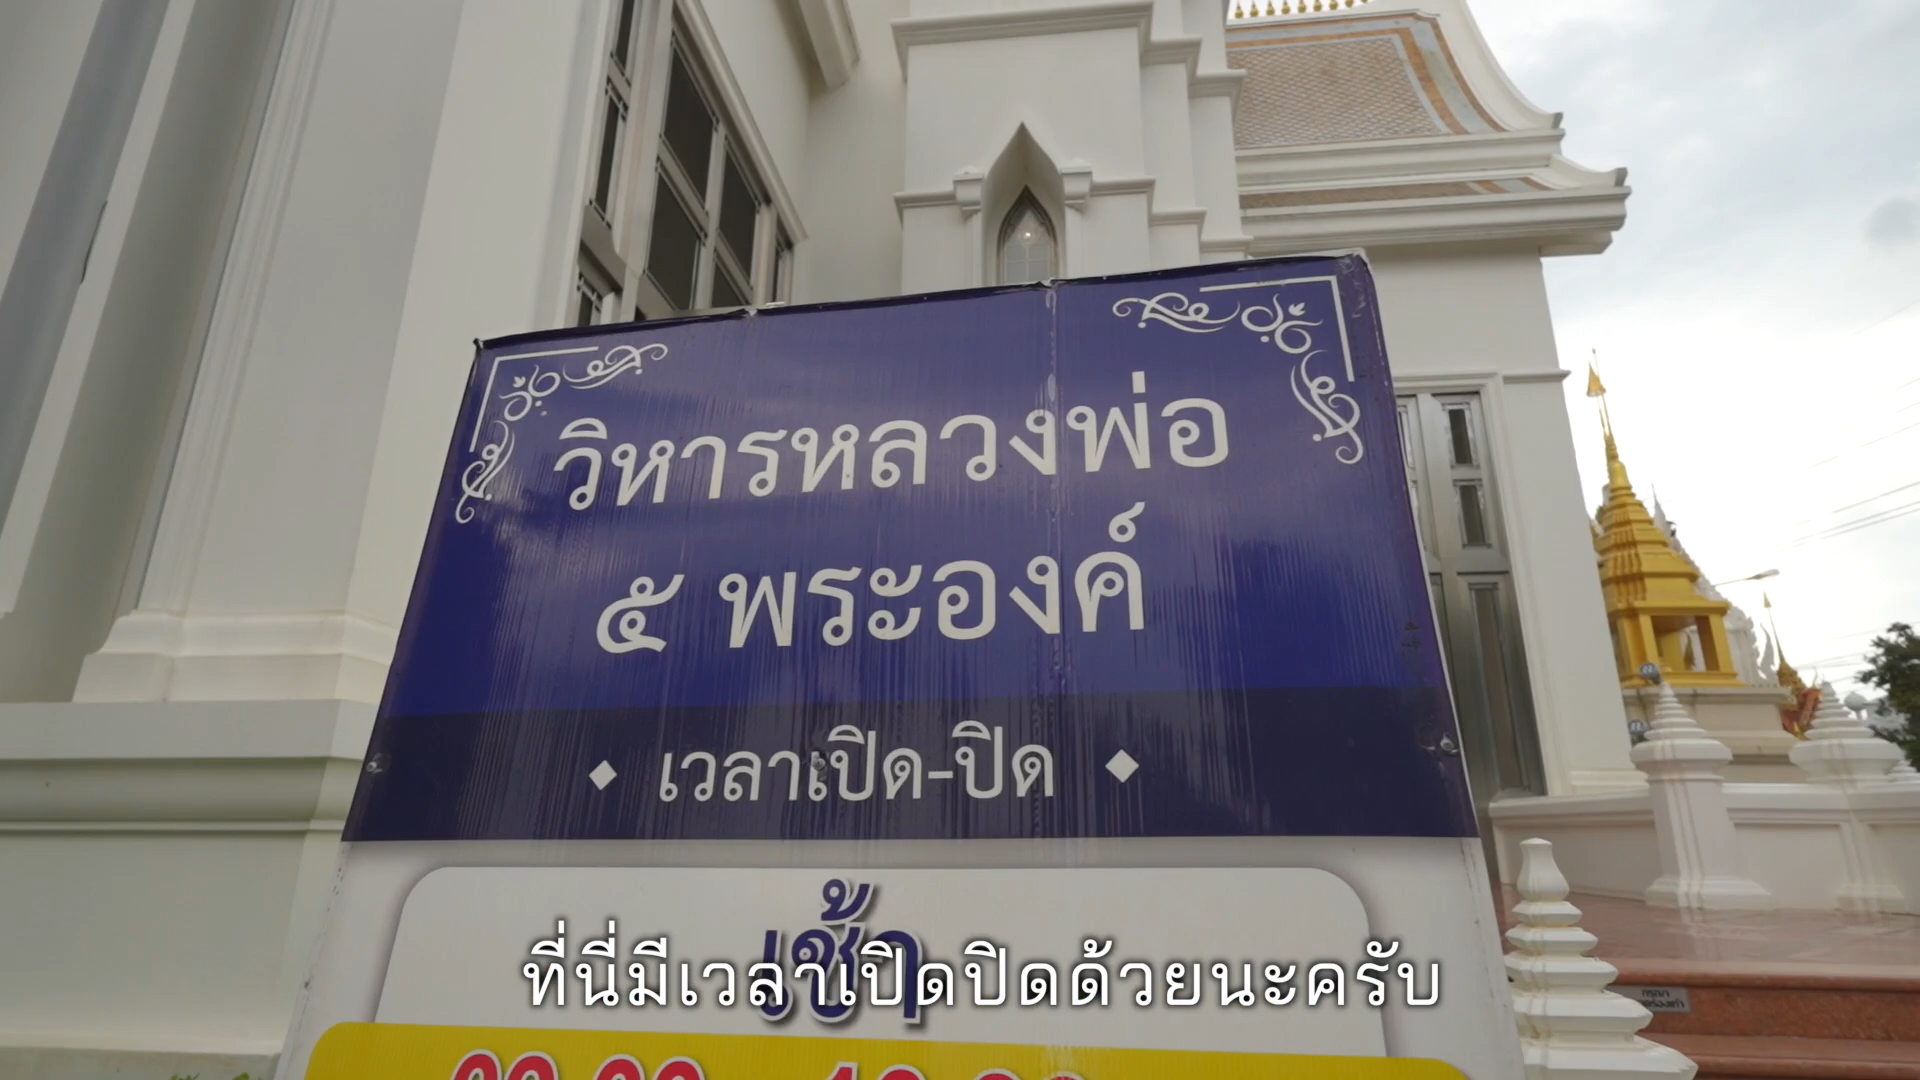 วิหารหลวงพ่อ
๕ พระองค์
เวลาเปิด-ปิด
เช้า
ที่นี่มีเวลาเปิดปิดด้วยนะครับ